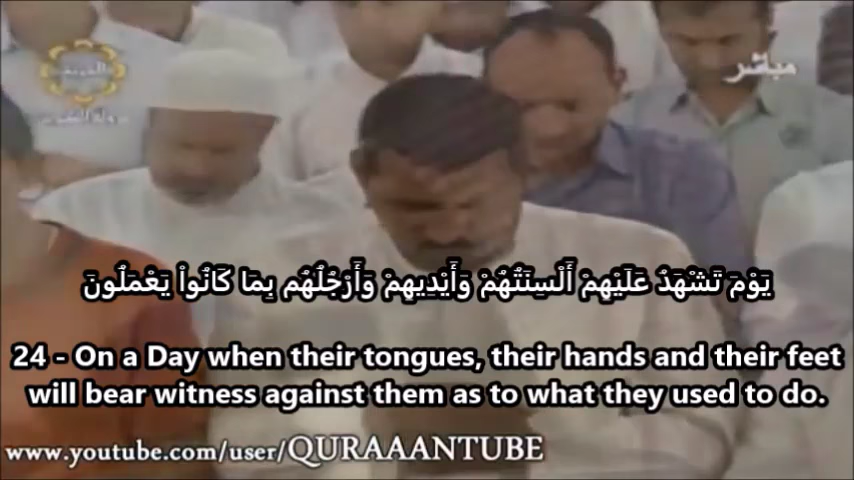 مباشر
يَوْمَ تَشْهَدُ عَلَيْهِمْ أَلْسِنَتُهُمْ وَأَيْدِيهِمْ وَأَرْجُلُهُم بِمَا كَانُواْ يَعْمَلُونَ
24 - On a Day when their tongues, their hands and their feet
will bear witness against them as to what they used to do.
www.youtube.com/user/QURAAANTUBE